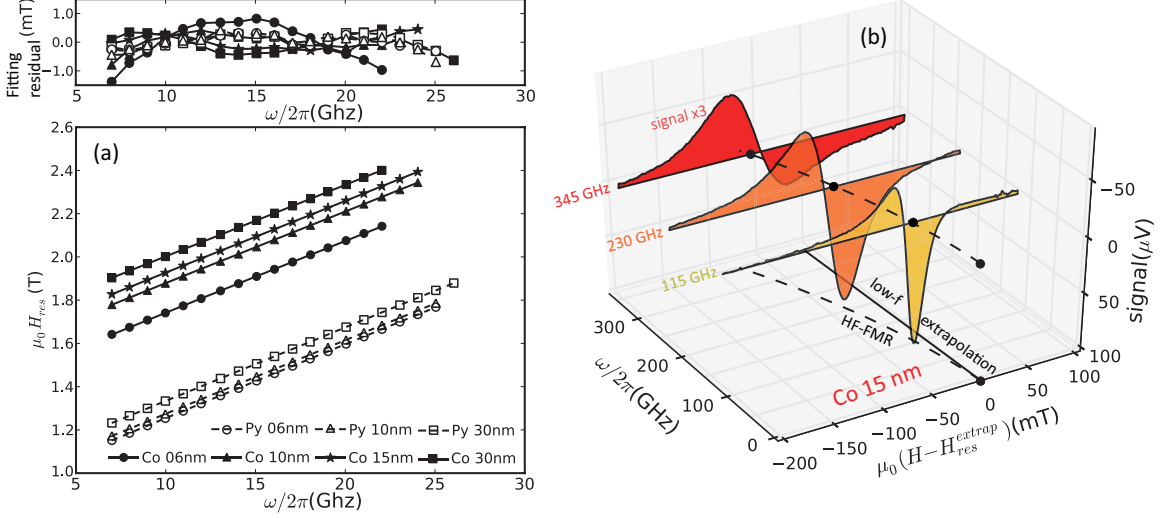 Fitting residual (mT)
1.0
0.0
−1.0
5 10 15 20 25 30
ω/2π(Ghz)
(a)
μ₀ H_res (T)
2.6
2.4
2.2
2.0
1.8
1.6
1.4
1.2
1.0
Py 06nm Py 10nm Py 30nm
Co 06nm Co 10nm Co 15nm Co 30nm
5 10 15 20 25 30
ω/2π(Ghz)
(b)
signal x3
345 GHz
230 GHz
115 GHz
low-f extrapolation
HF-FMR
Co 15 nm
−50
0
50
100
signal(μV)
300
200
100
0
ω/2π(GHz)
−200 −150 −100 −50 0 50 100
μ₀(H−H_res^extrap)(mT)